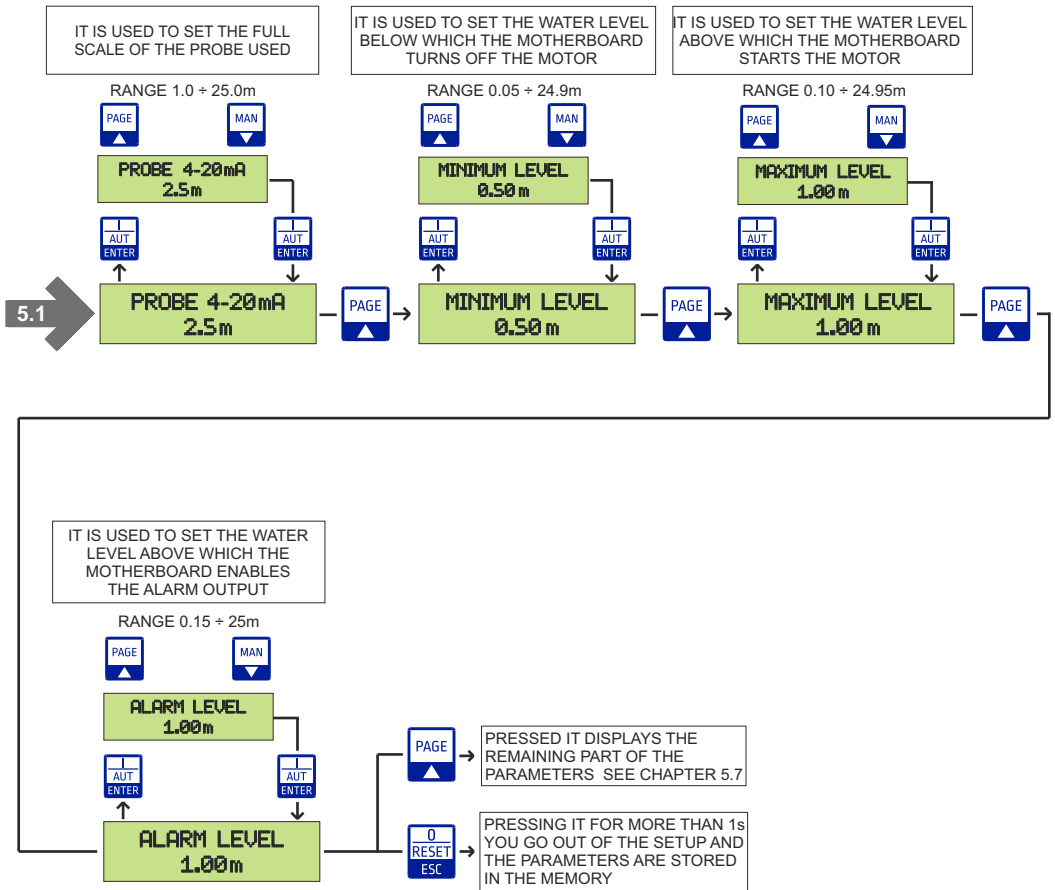 IT IS USED TO SET THE FULL
SCALE OF THE PROBE USED
RANGE 1.0 ÷ 25.0m
PAGE
MAN
PROBE 4-20mA
2.5m
I
AUT
ENTER
I
AUT
ENTER
5.1
PROBE 4-20mA
2.5m
PAGE
IT IS USED TO SET THE WATER LEVEL
BELOW WHICH THE MOTHERBOARD
TURNS OFF THE MOTOR
RANGE 0.05 ÷ 24.9m
PAGE
MAN
MINIMUM LEVEL
0.50 m
I
AUT
ENTER
I
AUT
ENTER
MINIMUM LEVEL
0.50 m
PAGE
IT IS USED TO SET THE WATER LEVEL
ABOVE WHICH THE MOTHERBOARD
STARTS THE MOTOR
RANGE 0.10 ÷ 24.95m
PAGE
MAN
MAXIMUM LEVEL
1.00 m
I
AUT
ENTER
I
AUT
ENTER
MAXIMUM LEVEL
1.00 m
PAGE
IT IS USED TO SET THE WATER
LEVEL ABOVE WHICH THE
MOTHERBOARD ENABLES
THE ALARM OUTPUT
RANGE 0.15 ÷ 25m
PAGE
MAN
ALARM LEVEL
1.00m
I
AUT
ENTER
I
AUT
ENTER
ALARM LEVEL
1.00m
PAGE
PRESSED IT DISPLAYS THE
REMAINING PART OF THE
PARAMETERS SEE CHAPTER 5.7
0
RESET
ESC
PRESSING IT FOR MORE THAN 1s
YOU GO OUT OF THE SETUP AND
THE PARAMETERS ARE STORED
IN THE MEMORY